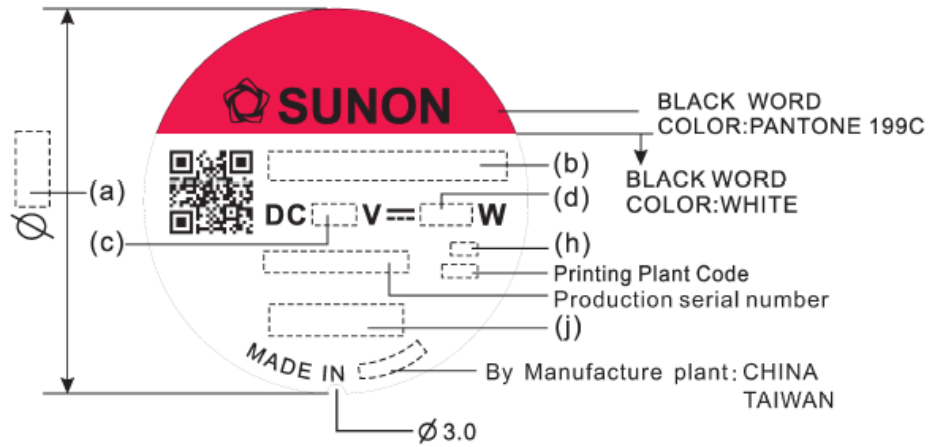 SUNON
BLACK WORD
COLOR:PANTONE 199C
BLACK WORD
COLOR:WHITE
(a)
Ø
(b)
DC V⎓ W
(d)
(c)
(h)
Printing Plant Code
Production serial number
(j)
MADE IN
By Manufacture plant: CHINA
TAIWAN
Ø 3.0